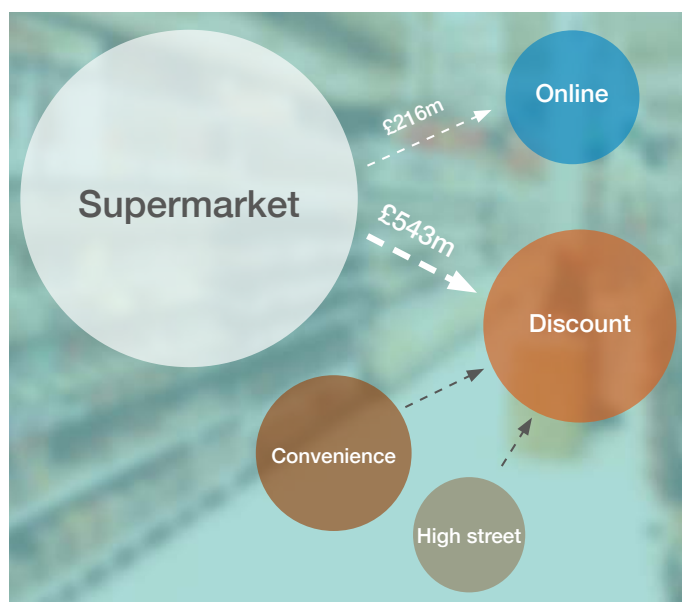 Online
£216m
Supermarket
£543m
Discount
Convenience
High street